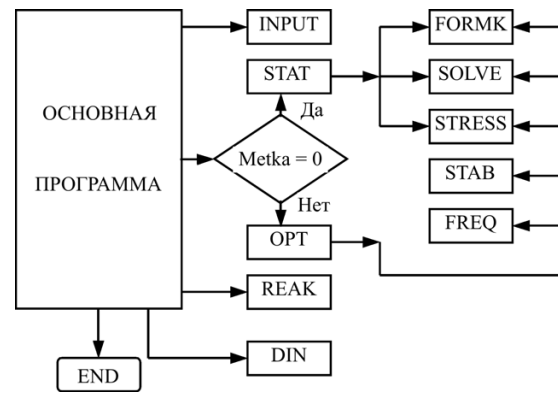 INPUT
FORMK
STAT
SOLVE
ОСНОВНАЯ
Да
STRESS
Metka = 0
ПРОГРАММА
STAB
Нет
OPT
FREQ
REAK
DIN
END